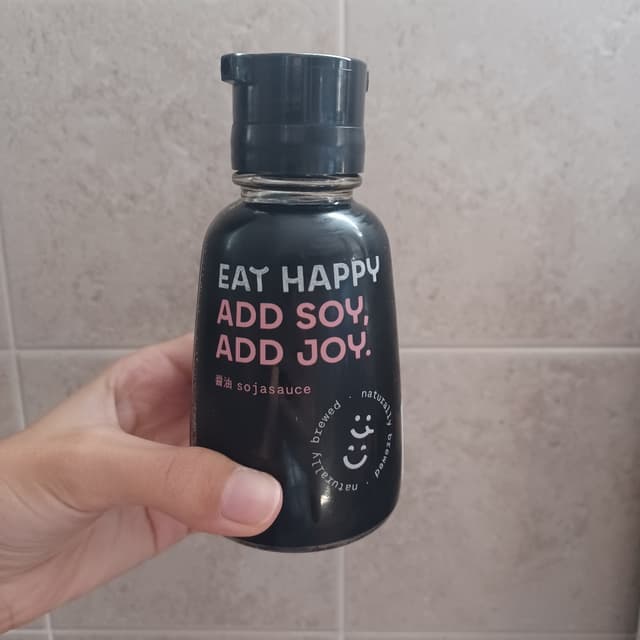 EAT HAPPY
ADD SOY,
ADD JOY.
醤油 sojasauce
naturally brewed · naturally brewed ·